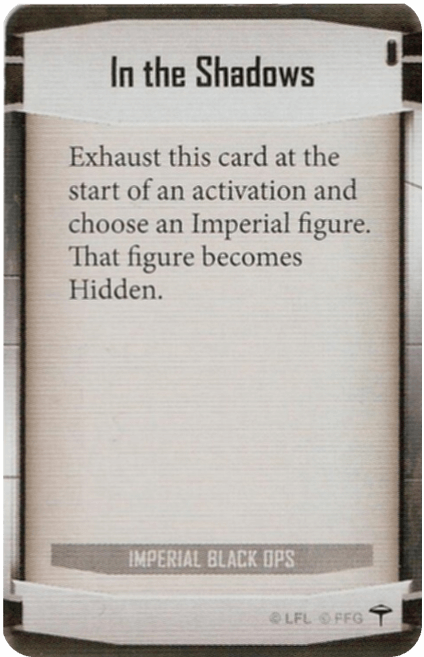 In the Shadows
Exhaust this card at the
start of an activation and
choose an Imperial figure.
That figure becomes
Hidden.
IMPERIAL BLACK OPS
© LFL © FFG